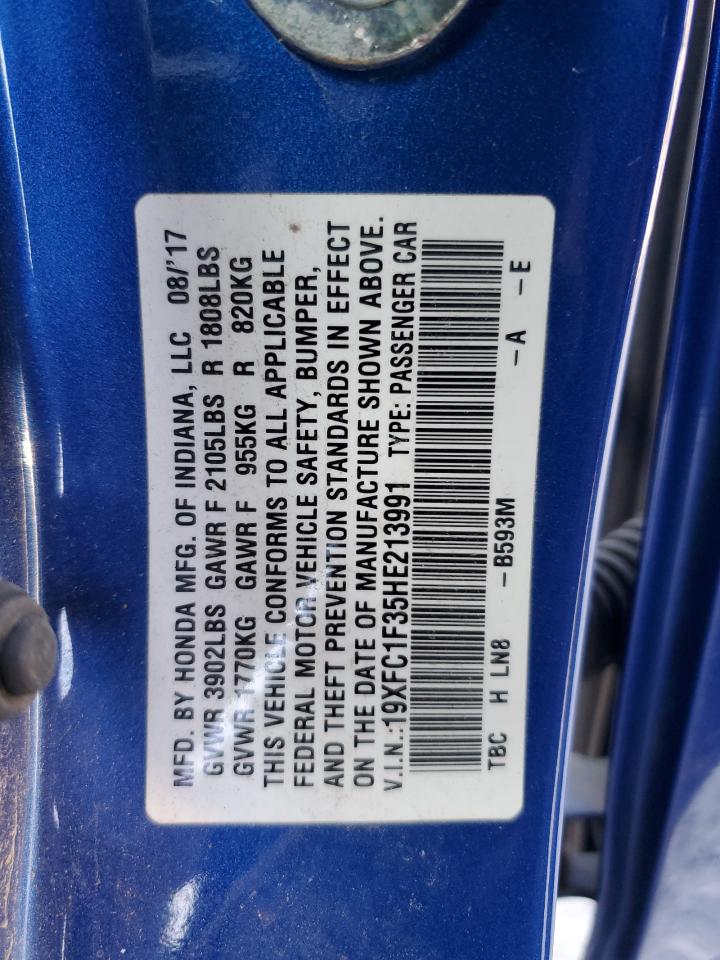 MFD. BY HONDA MFG. OF INDIANA, LLC 08/'17
GVWR 3902LBS GAWR F 2105LBS R 1808LBS
GVWR 1770KG GAWR F 955KG R 820KG
THIS VEHICLE CONFORMS TO ALL APPLICABLE
FEDERAL MOTOR VEHICLE SAFETY, BUMPER,
AND THEFT PREVENTION STANDARDS IN EFFECT
ON THE DATE OF MANUFACTURE SHOWN ABOVE.
V.I.N.:19XFC1F35HE213991 TYPE: PASSENGER CAR
TBC H LN8 -B593M -A -E